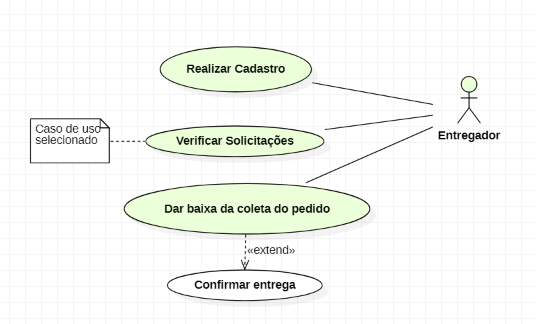 Realizar Cadastro
Caso de uso
selecionado
Verificar Solicitações
Entregador
Dar baixa da coleta do pedido
«extend»
Confirmar entrega